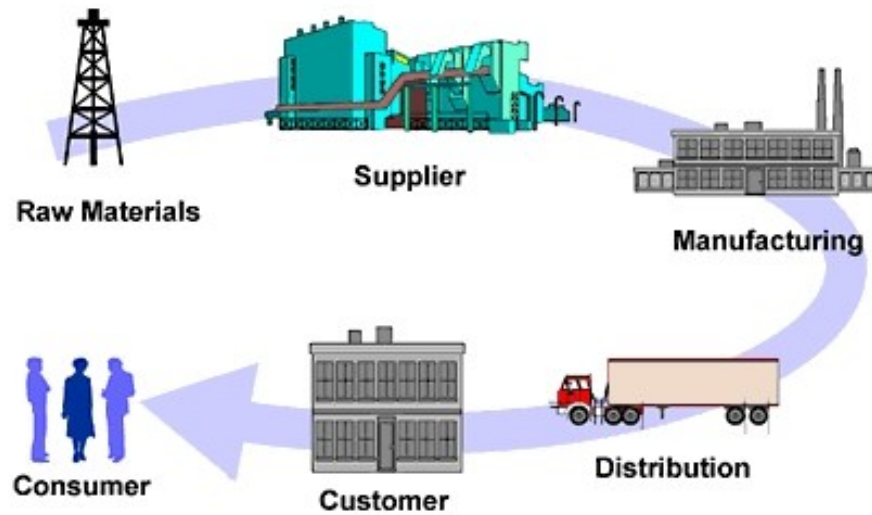 Raw Materials
Supplier
Manufacturing
Distribution
Customer
Consumer